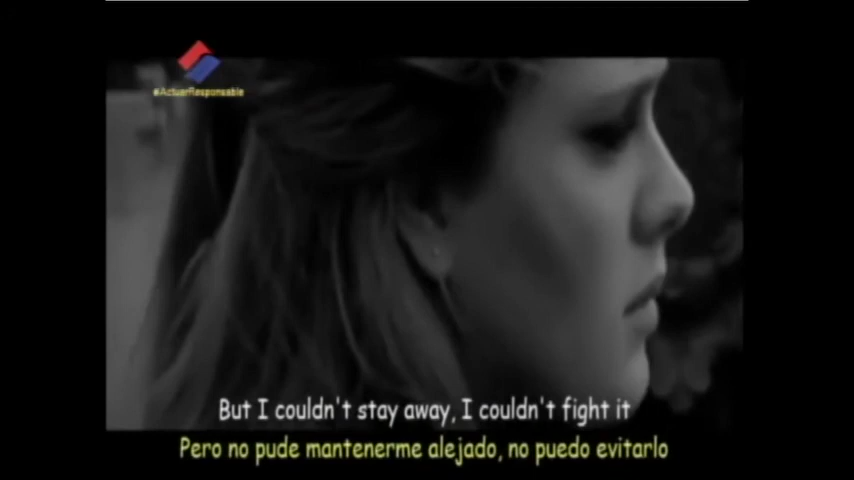 #ActuarResponsable
But I couldn't stay away, I couldn't fight it
Pero no pude mantenerme alejado, no puedo evitarlo